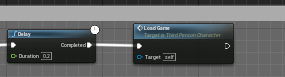 Delay
Completed
Duration 0.2
Load Game
Target is Third Person Character
Target self